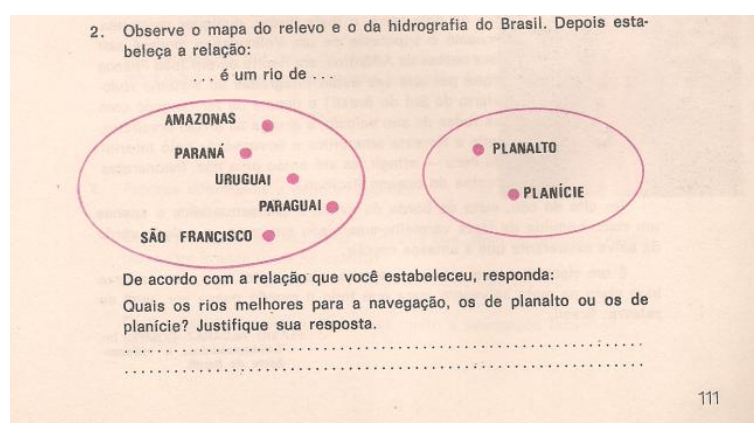 2. Observe o mapa do relevo e o da hidrografia do Brasil. Depois esta-
beleça a relação:
... é um rio de ...
AMAZONAS
PARANÁ
URUGUAI
PARAGUAI
SÃO FRANCISCO
PLANALTO
PLANÍCIE
De acordo com a relação que você estabeleceu, responda:
Quais os rios melhores para a navegação, os de planalto ou os de
planície? Justifique sua resposta.
111